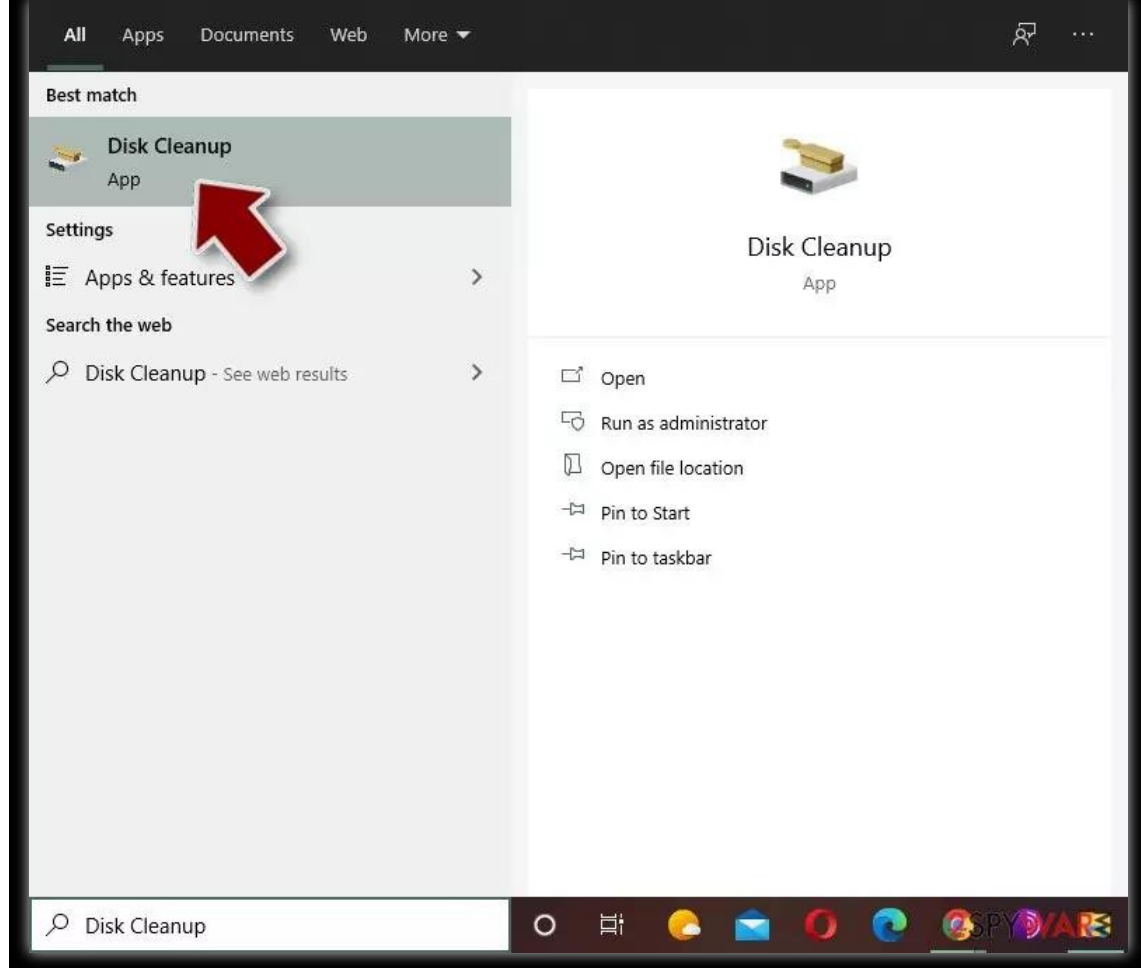 All Apps Documents Web More
Best match
Disk Cleanup
App
Settings
Apps & features
Search the web
Disk Cleanup - See web results
Disk Cleanup
App
Open
Run as administrator
Open file location
Pin to Start
Pin to taskbar
Disk Cleanup